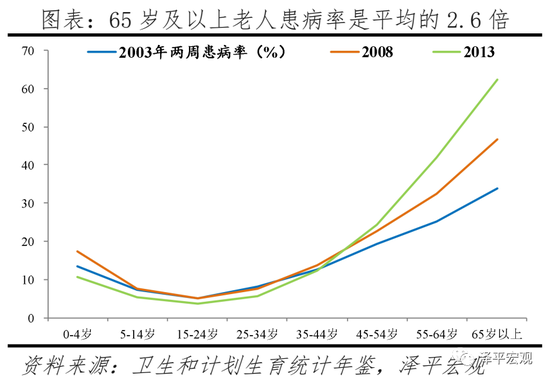 图表：65岁及以上老人患病率是平均的2.6倍
2003年两周患病率（%） 2008 2013
70
60
50
40
30
20
10
0
0-4岁 5-14岁 15-24岁 25-34岁 35-44岁 45-54岁 55-64岁 65岁以上
资料来源：卫生和计划生育统计年鉴，泽平宏观
泽平宏观